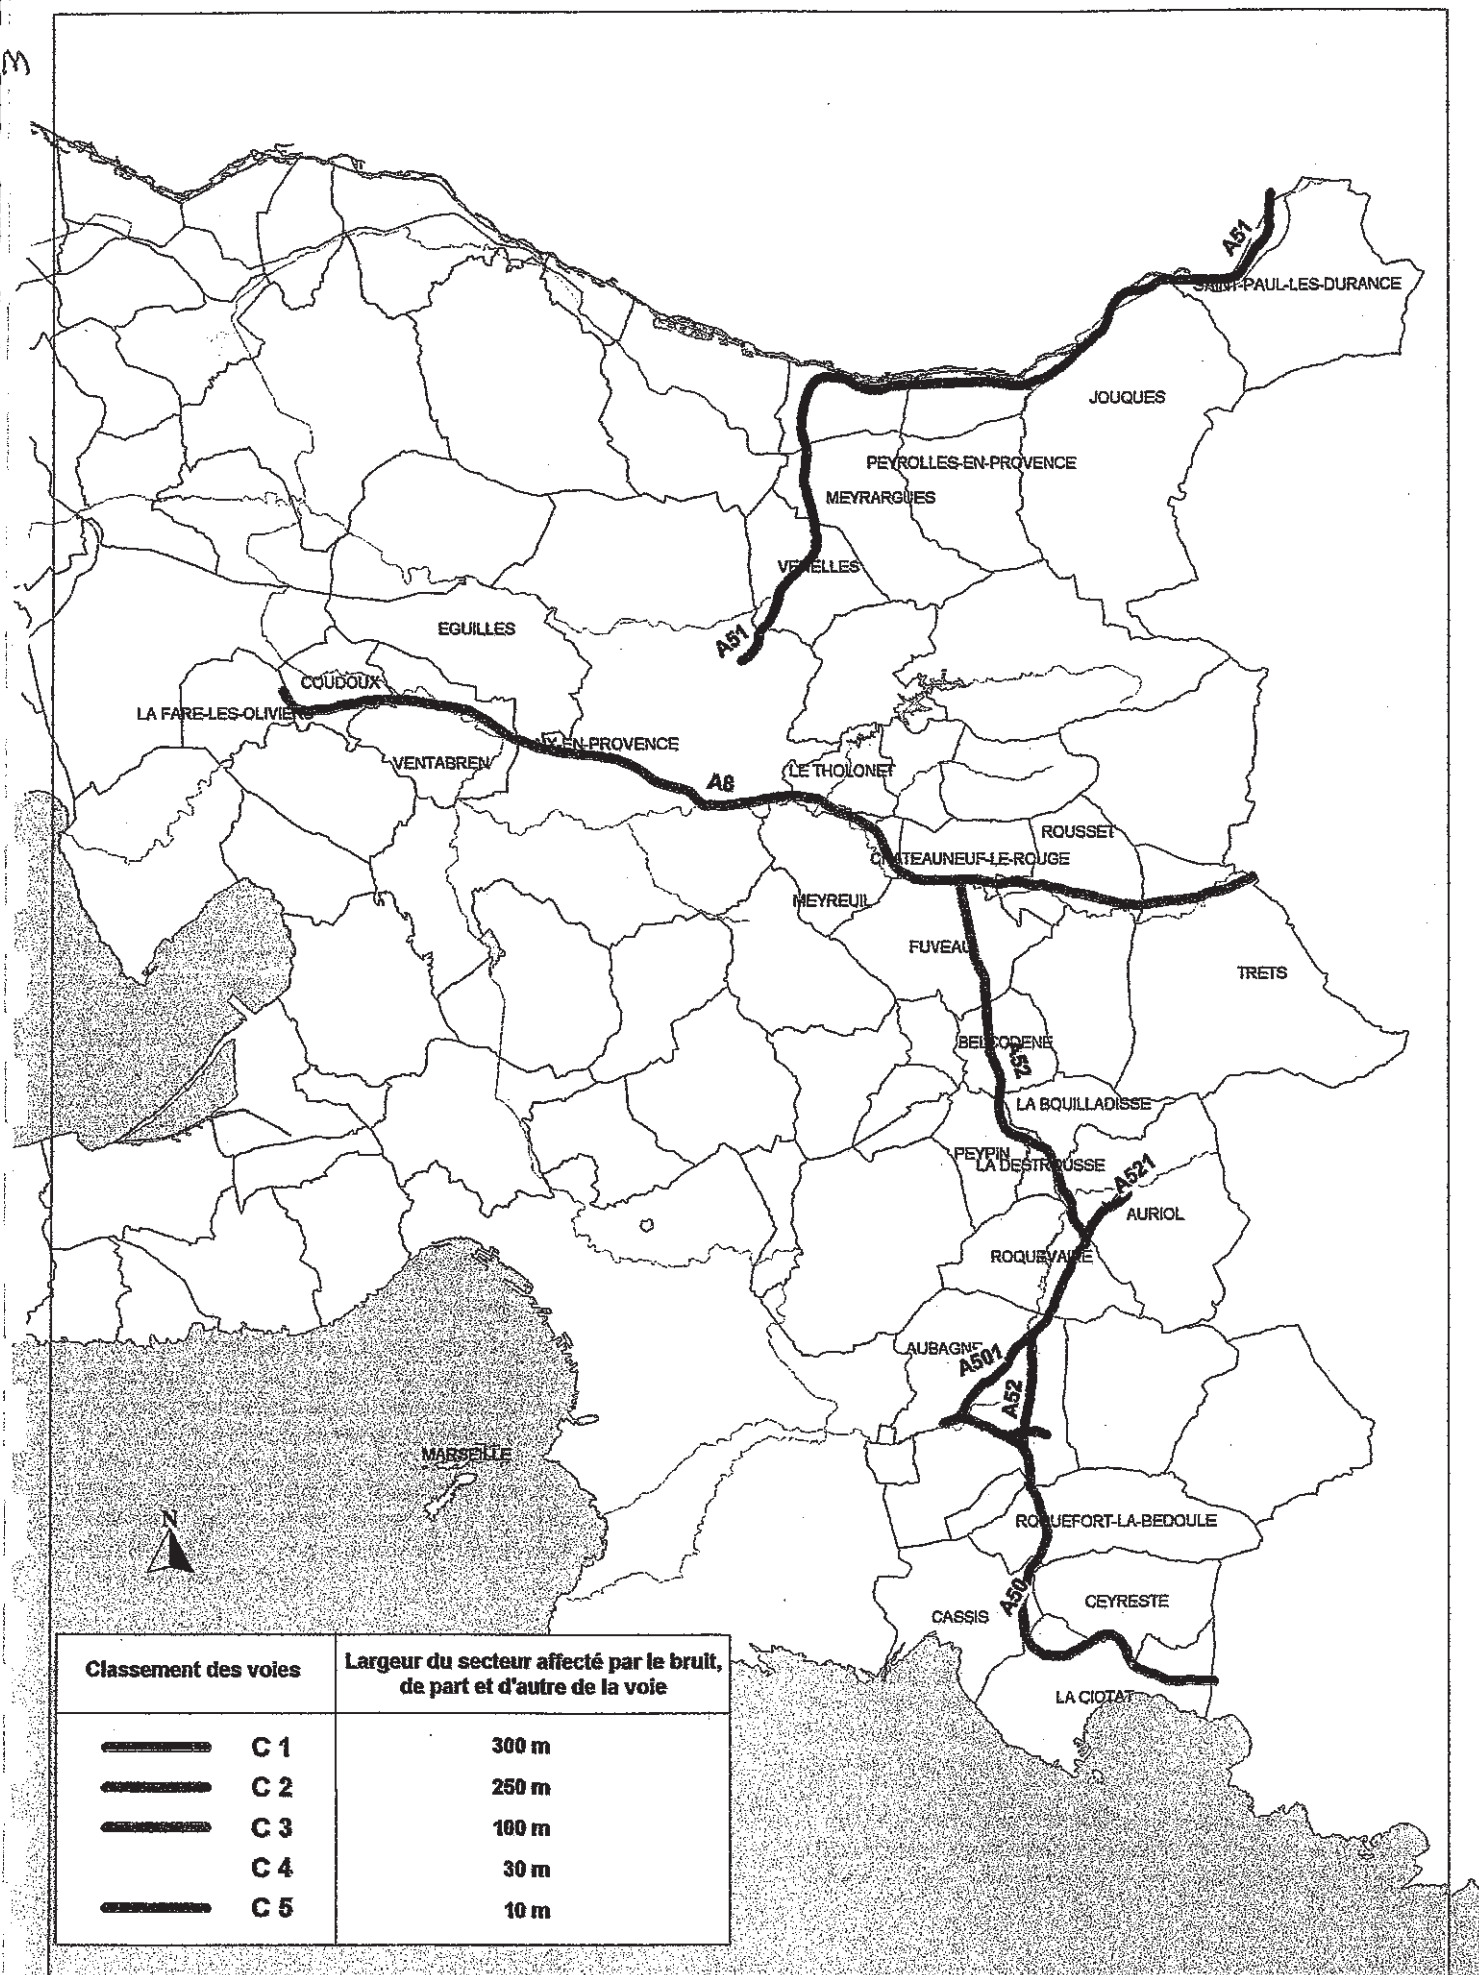 A51
SAINT-PAUL-LES-DURANCE
JOUQUES
PEYROLLES-EN-PROVENCE
MEYRARGUES
VENELLES
A51
EGUILLES
COUDOUX
LA FARE-LES-OLIVIERS
AIX-EN-PROVENCE
VENTABREN
LE THOLONET
A8
ROUSSET
CHATEAUNEUF-LE-ROUGE
MEYREUIL
FUVEAU
TRETS
BELCODENE
A52
LA BOUILLADISSE
PEYPIN
LA DESTROUSSE
A521
AURIOL
ROQUEVAIRE
AUBAGNE
A501
A52
MARSEILLE
N
ROQUEFORT-LA-BEDOULE
A50
CEYRESTE
CASSIS
LA CIOTAT
Classement des voies
Largeur du secteur affecté par le bruit,
de part et d'autre de la voie
C 1 300 m
C 2 250 m
C 3 100 m
C 4 30 m
C 5 10 m